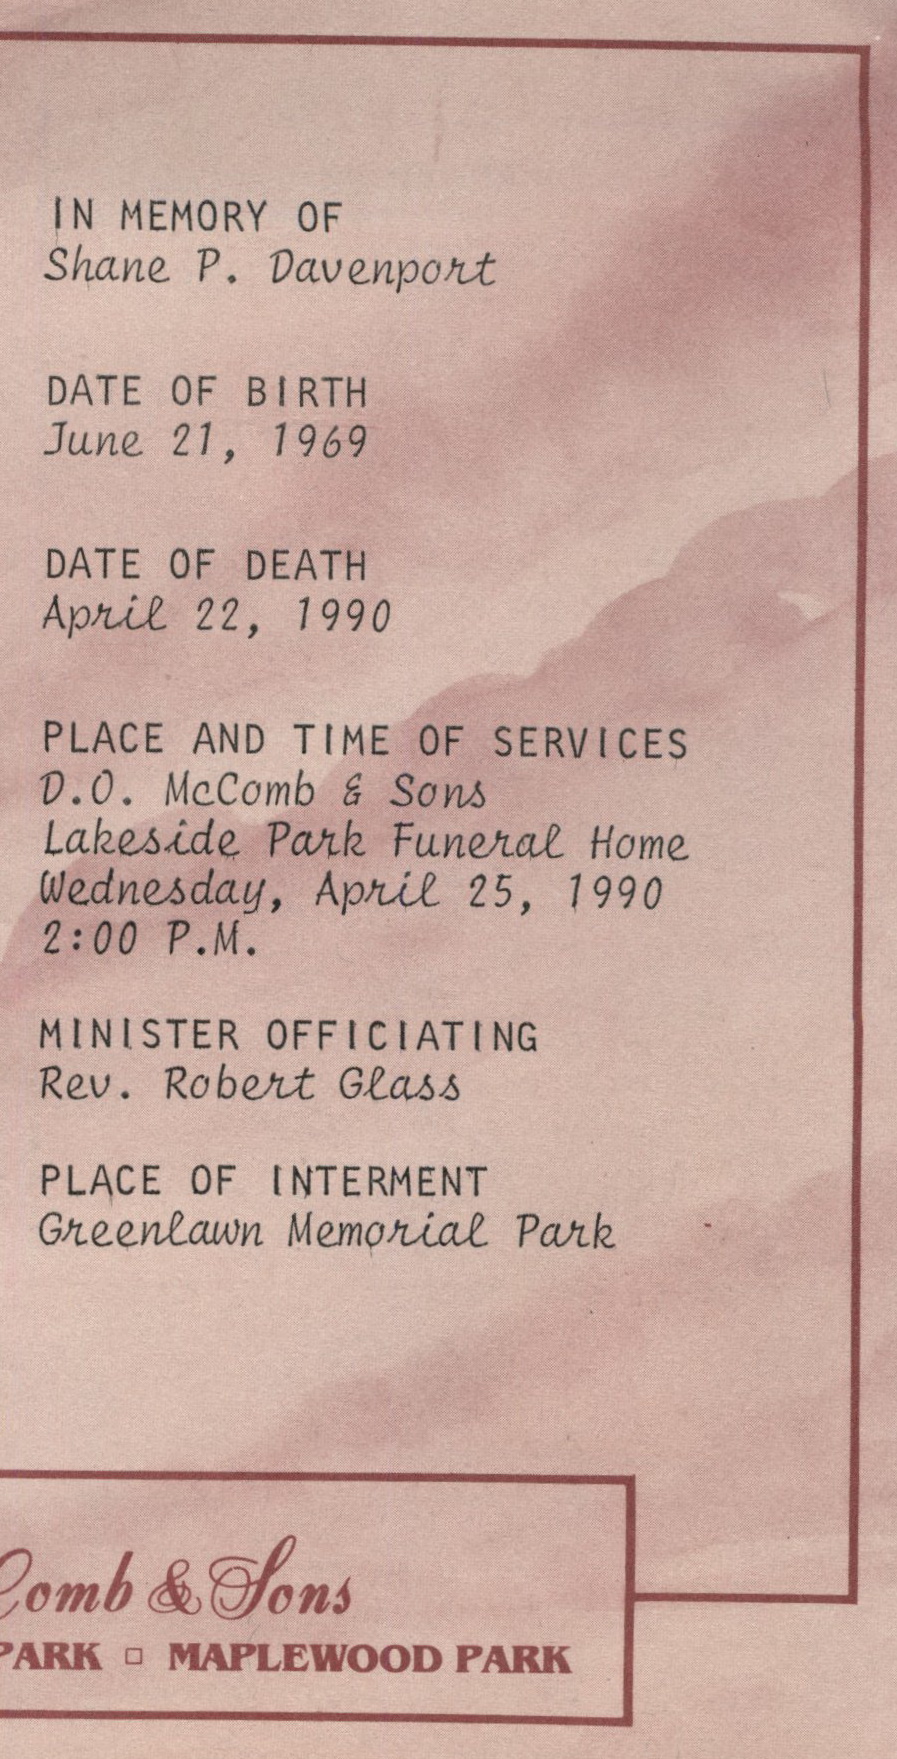 IN MEMORY OF
Shane P. Davenport
DATE OF BIRTH
June 21, 1969
DATE OF DEATH
April 22, 1990
PLACE AND TIME OF SERVICES
D.O. McComb & Sons
Lakeside Park Funeral Home
Wednesday, April 25, 1990
2:00 P.M.
MINISTER OFFICIATING
Rev. Robert Glass
PLACE OF INTERMENT
Greenlawn Memorial Park
Comb & Sons
PARK ▫ MAPLEWOOD PARK